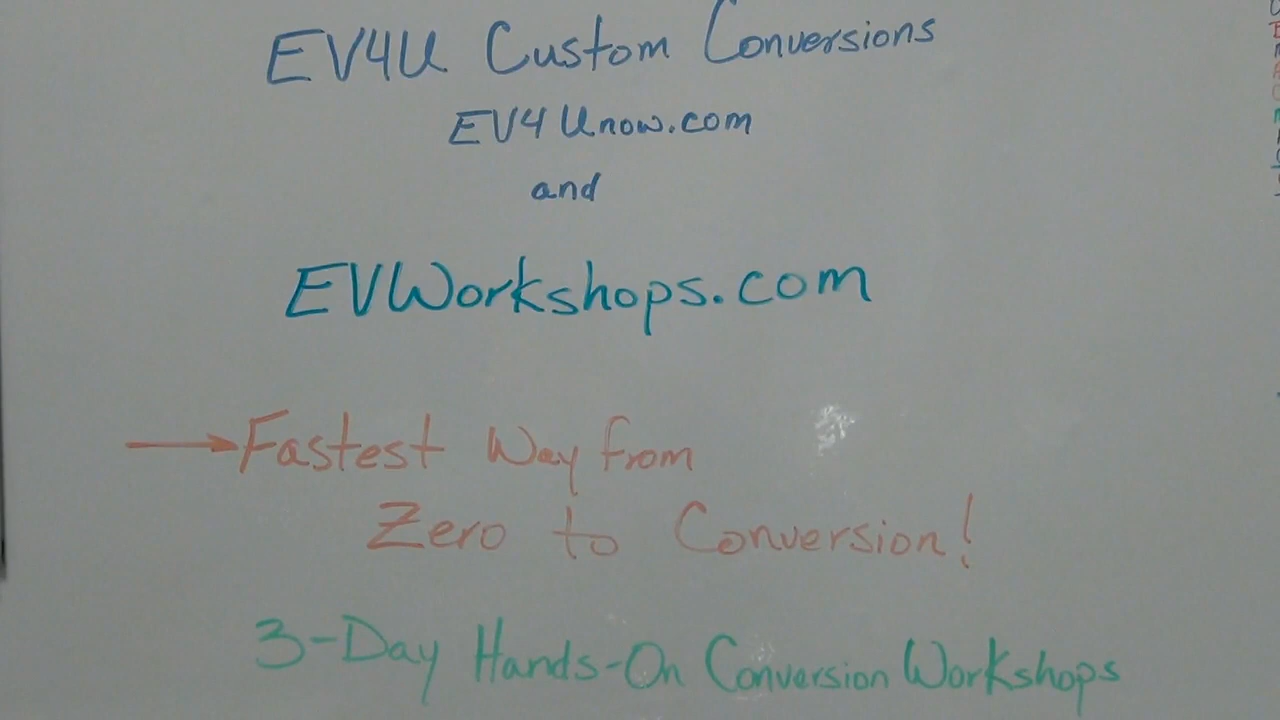 EV4U Custom Conversions
EV4Unow.com
and
EVWorkshops.com
→Fastest Way from
Zero to Conversion!
3-Day Hands-On Conversion Workshops